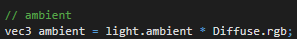 // ambient
vec3 ambient = light.ambient * Diffuse.rgb;